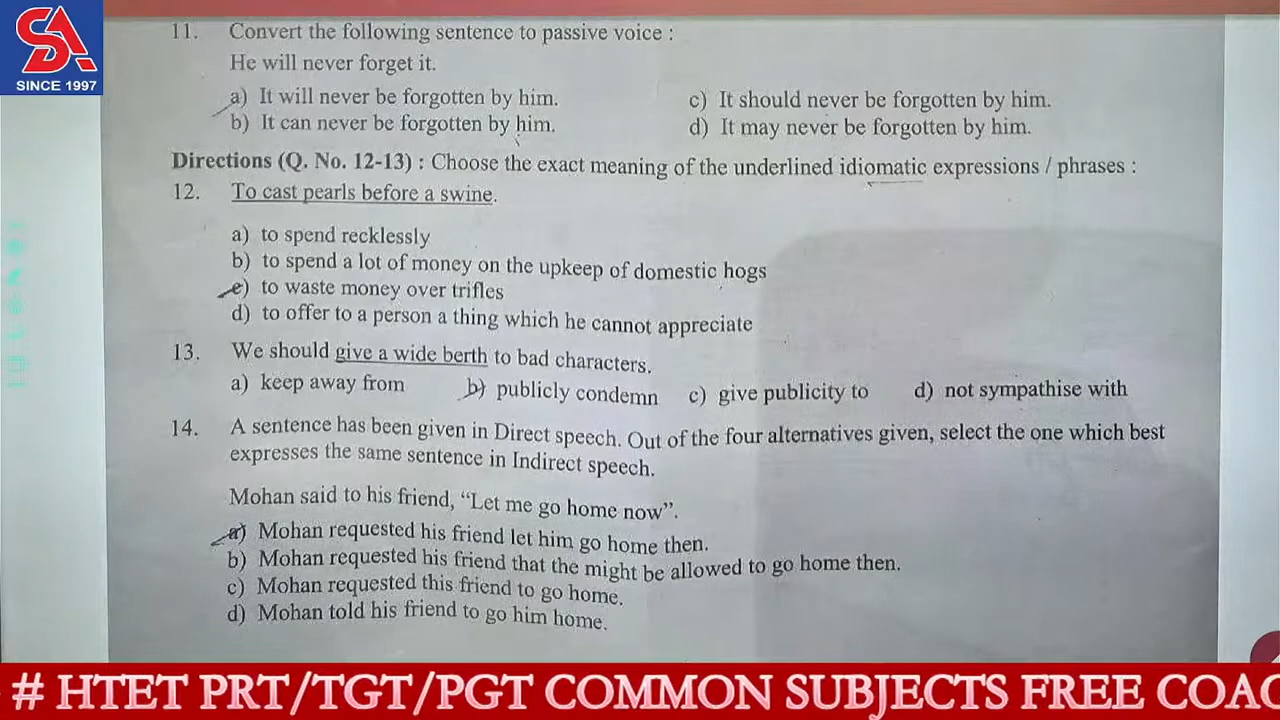 SA
SINCE 1997
11. Convert the following sentence to passive voice :
He will never forget it.
a) It will never be forgotten by him. c) It should never be forgotten by him.
b) It can never be forgotten by him. d) It may never be forgotten by him.
Directions (Q. No. 12-13) : Choose the exact meaning of the underlined idiomatic expressions / phrases :
12. To cast pearls before a swine.
a) to spend recklessly
b) to spend a lot of money on the upkeep of domestic hogs
c) to waste money over trifles
d) to offer to a person a thing which he cannot appreciate
13. We should give a wide berth to bad characters.
a) keep away from b) publicly condemn c) give publicity to d) not sympathise with
14. A sentence has been given in Direct speech. Out of the four alternatives given, select the one which best
expresses the same sentence in Indirect speech.
Mohan said to his friend, “Let me go home now”.
a) Mohan requested his friend let him go home then.
b) Mohan requested his friend that the might be allowed to go home then.
c) Mohan requested this friend to go home.
d) Mohan told his friend to go him home.
# HTET PRT/TGT/PGT COMMON SUBJECTS FREE COAC